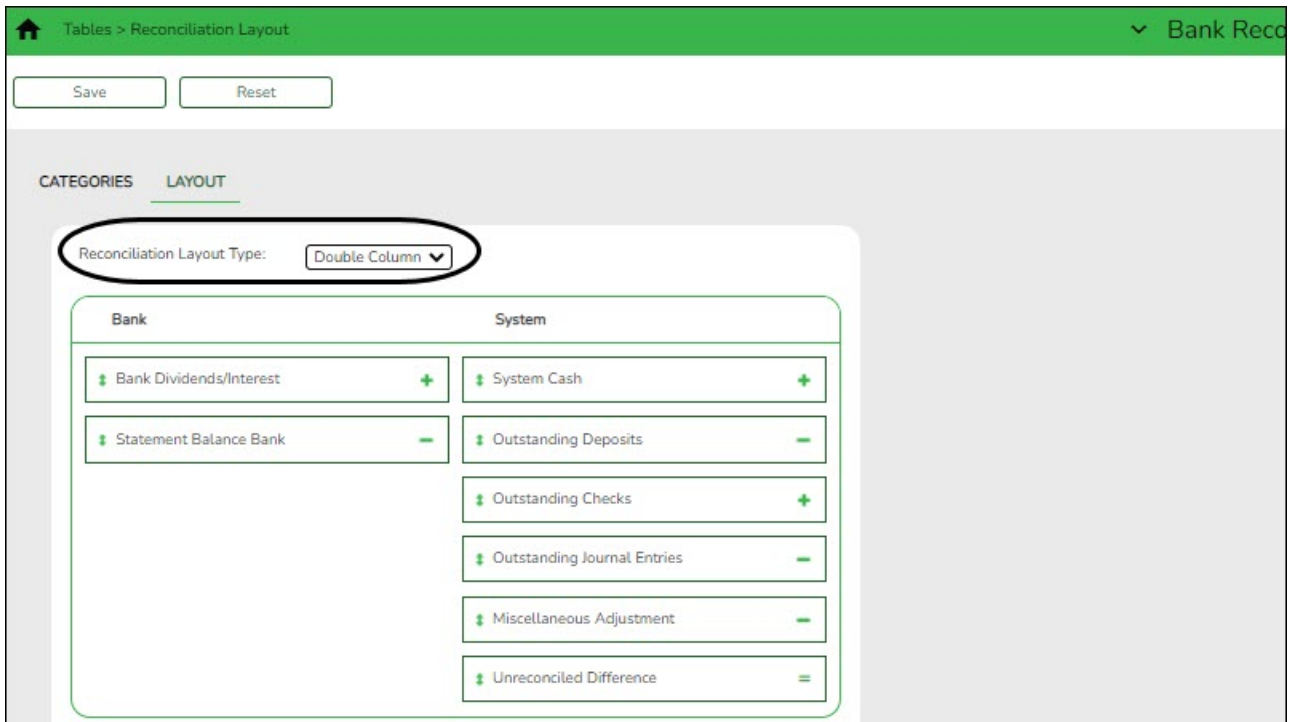 Tables > Reconciliation Layout
Bank Reco
Save
Reset
CATEGORIES
LAYOUT
Reconciliation Layout Type:
Double Column
Bank
System
Bank Dividends/Interest +
System Cash +
Statement Balance Bank −
Outstanding Deposits −
Outstanding Checks +
Outstanding Journal Entries −
Miscellaneous Adjustment −
Unreconciled Difference =